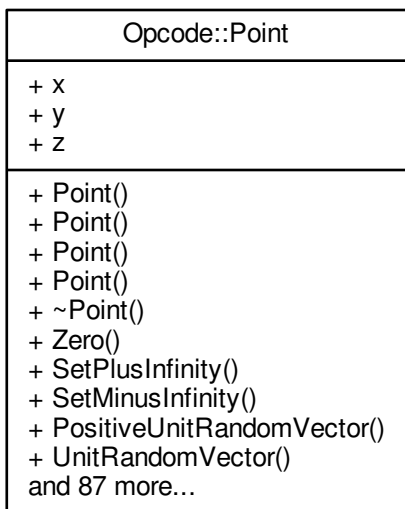 Opcode::Point
+ x
+ y
+ z
+ Point()
+ Point()
+ Point()
+ Point()
+ ~Point()
+ Zero()
+ SetPlusInfinity()
+ SetMinusInfinity()
+ PositiveUnitRandomVector()
+ UnitRandomVector()
and 87 more...